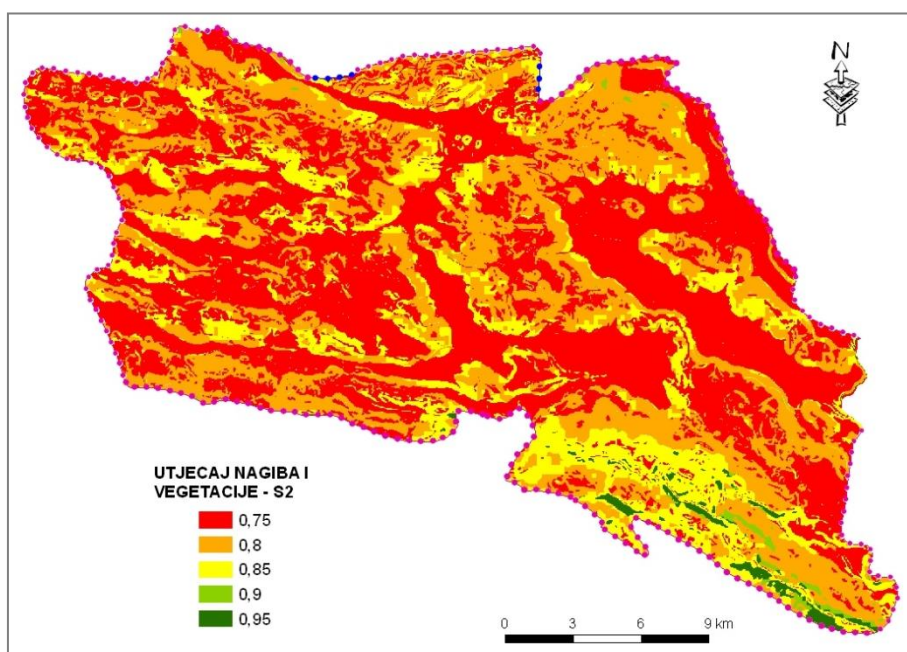 N
UTJECAJ NAGIBA I
VEGETACIJE - S2
0,75
0,8
0,85
0,9
0,95
0 3 6 9 km